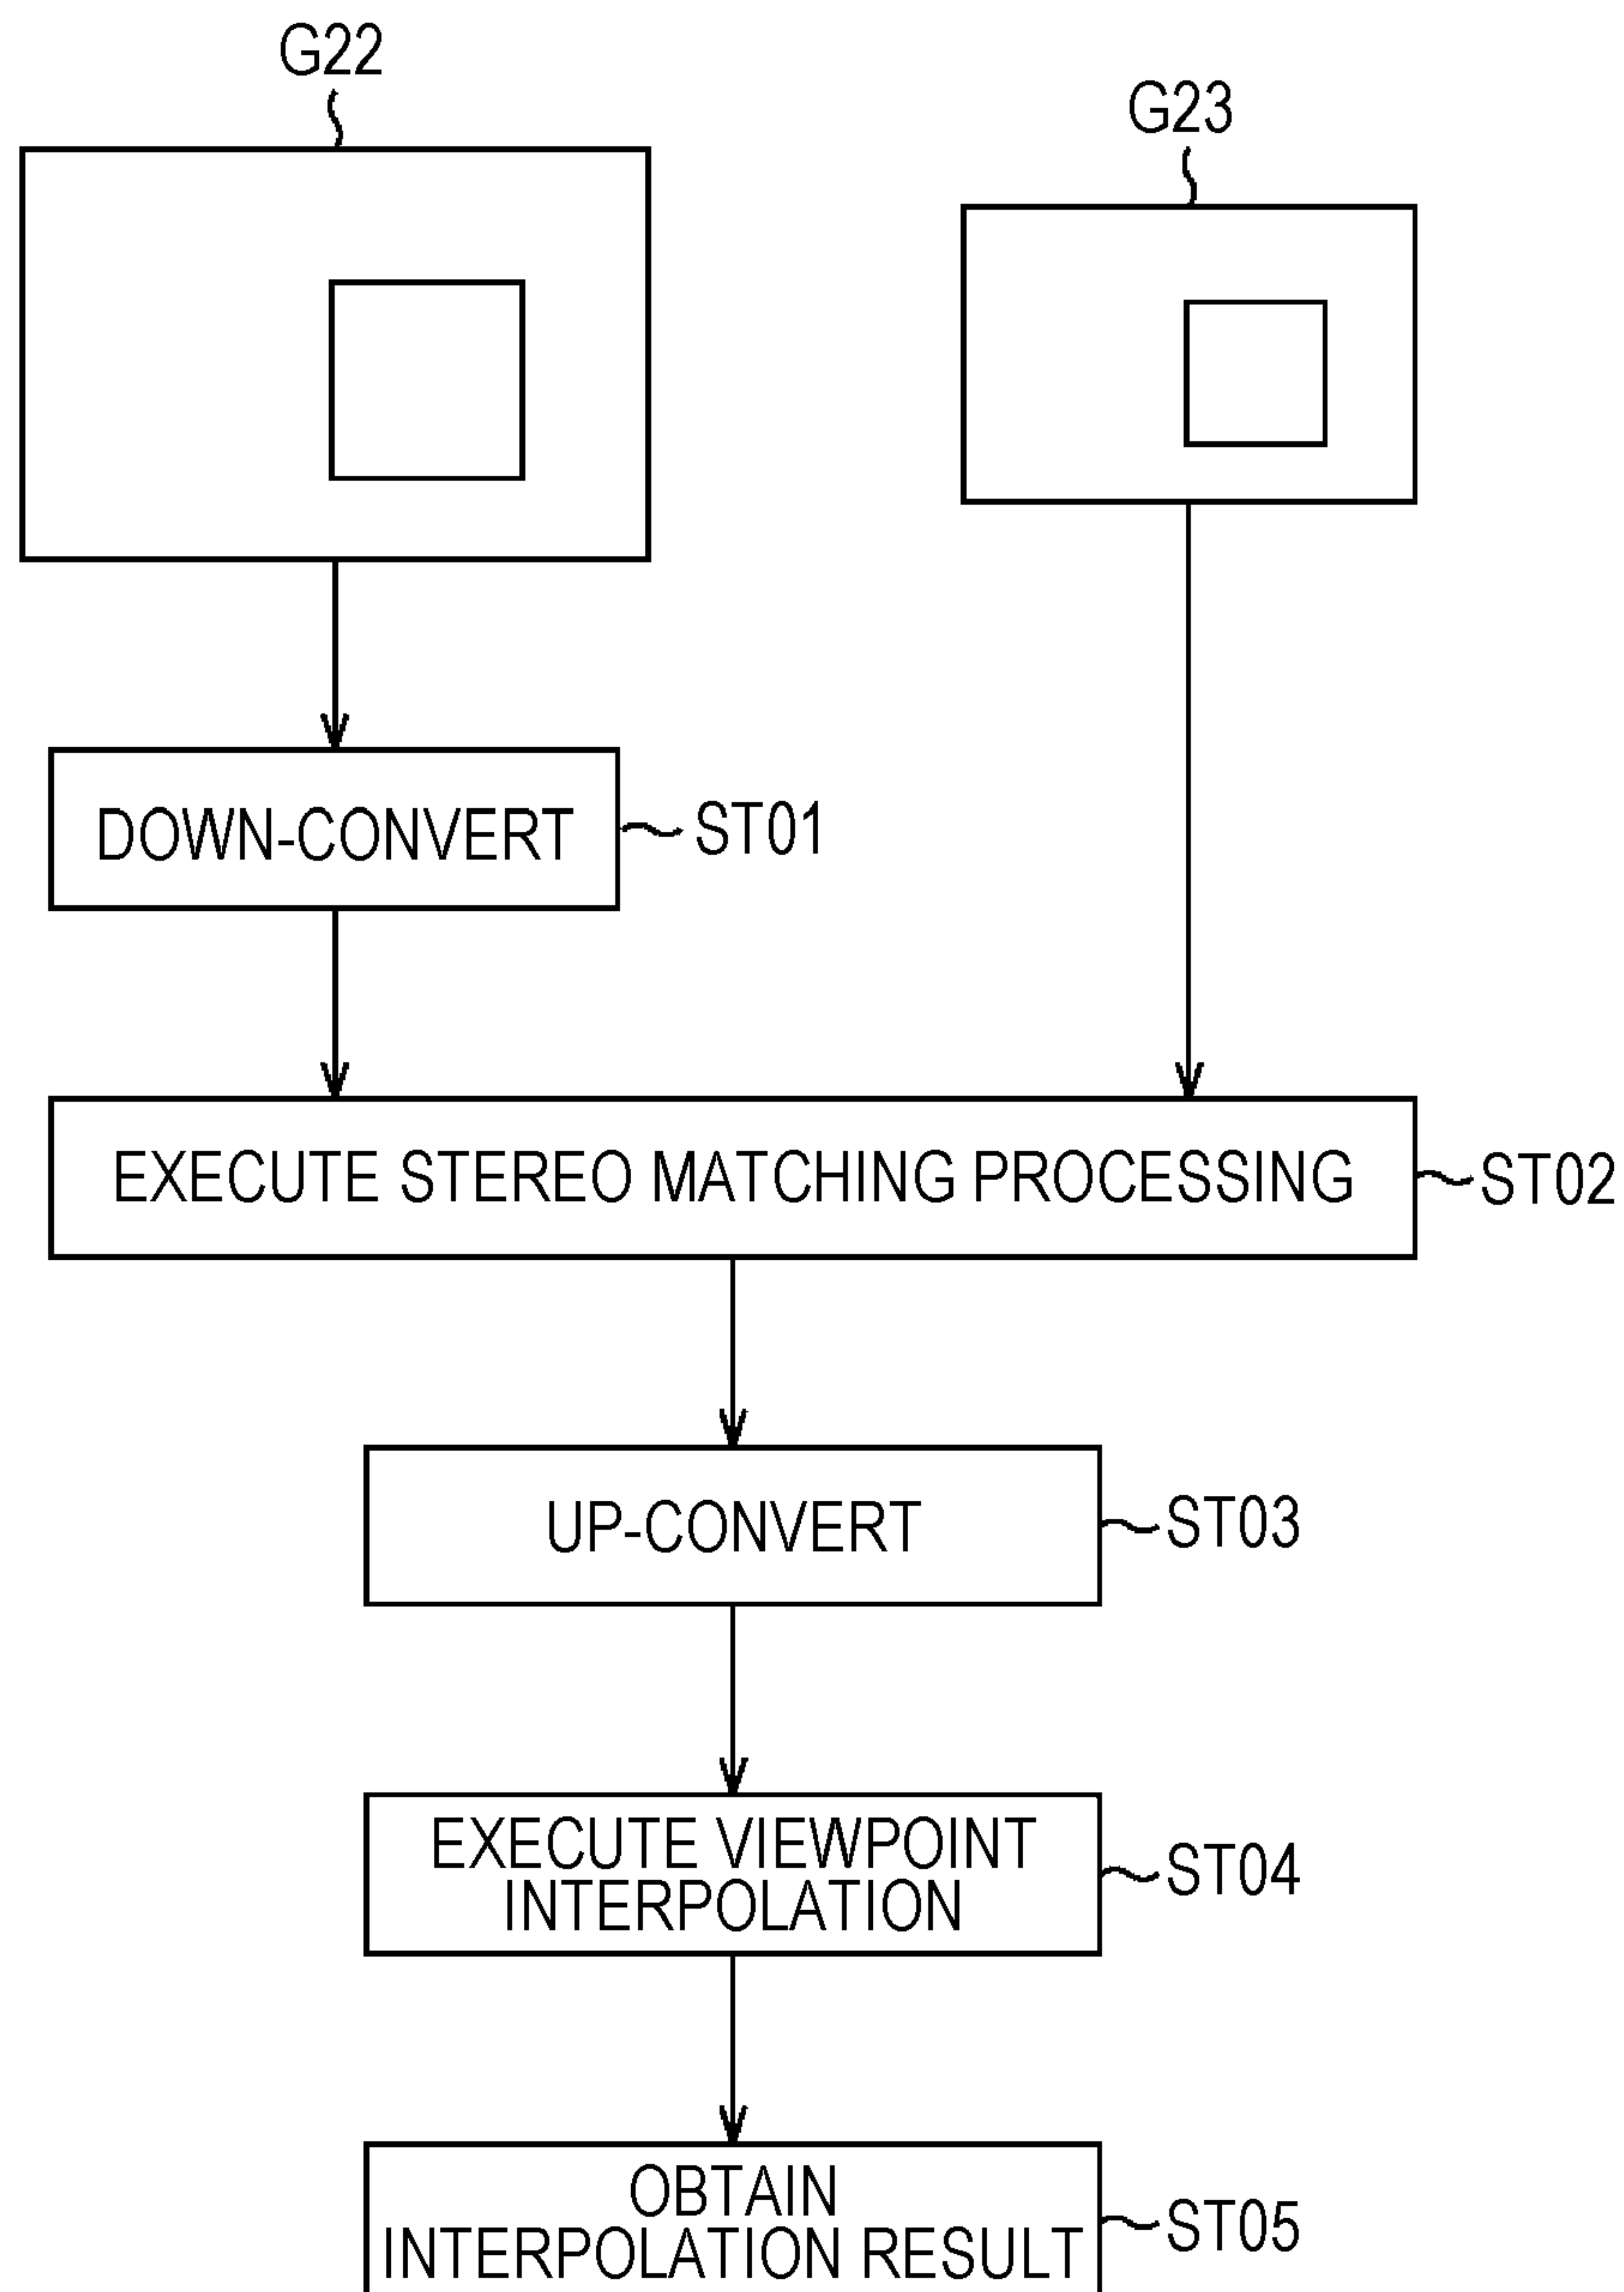 G22
G23
DOWN-CONVERT
ST01
EXECUTE STEREO MATCHING PROCESSING
ST02
UP-CONVERT
ST03
EXECUTE VIEWPOINT
INTERPOLATION
ST04
OBTAIN
INTERPOLATION RESULT
ST05